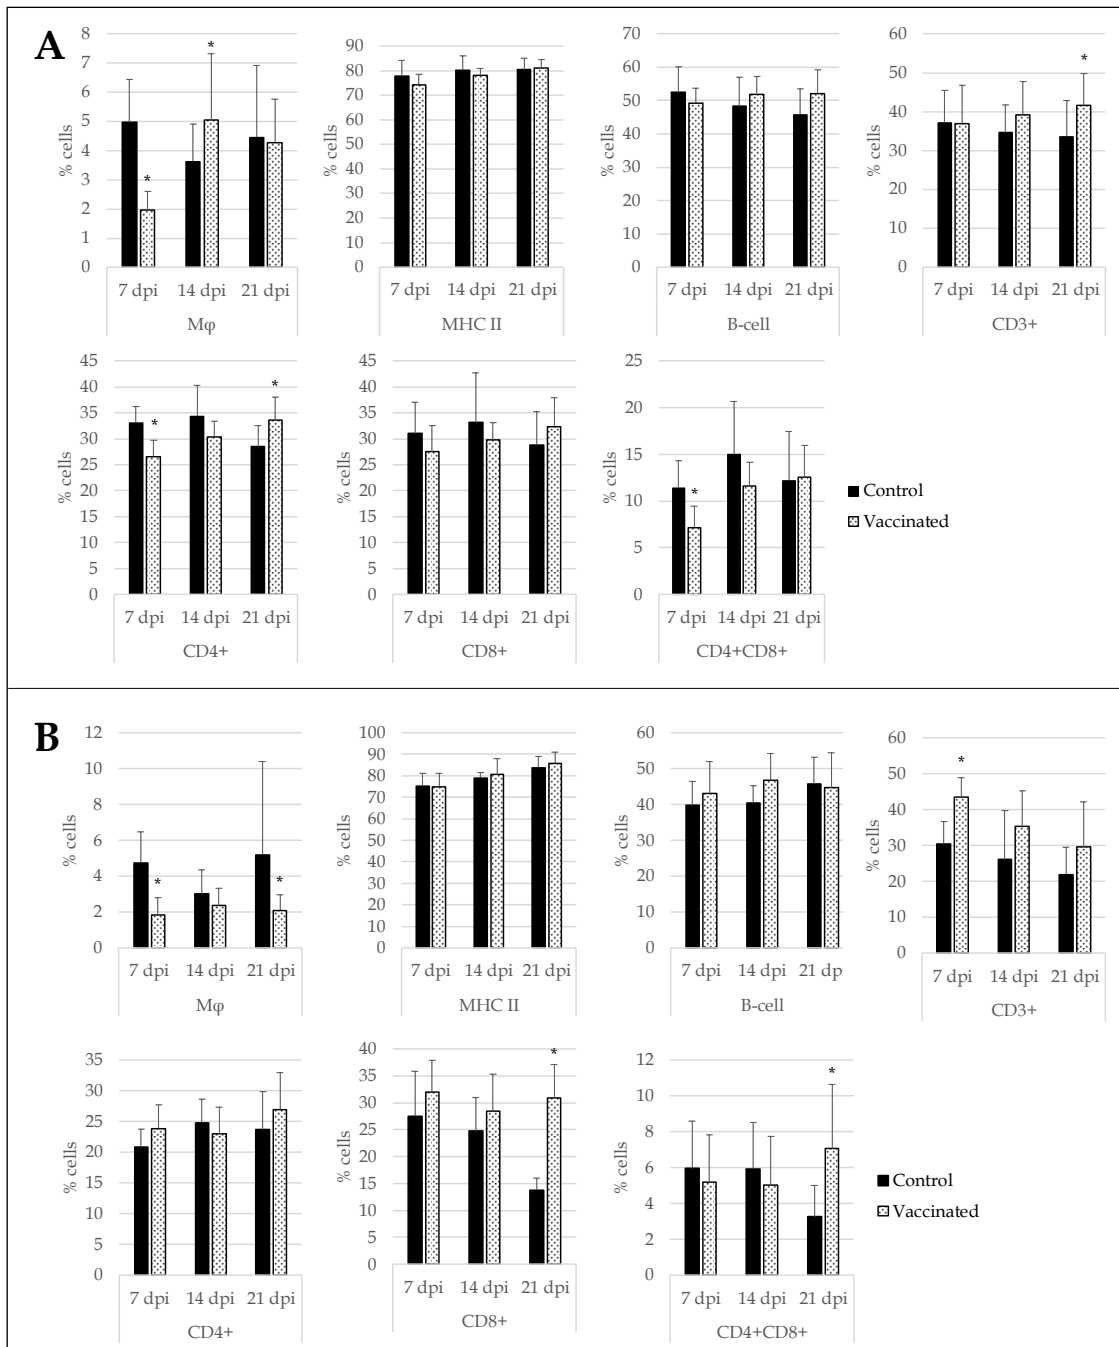 A
8
7
6
5
4
3
2
1
0
% cells
*
*
7 dpi 14 dpi 21 dpi
Mφ
90
80
70
60
50
40
30
20
10
0
% cells
7 dpi 14 dpi 21 dpi
MHC II
70
60
50
40
30
20
10
0
% cells
7 dpi 14 dpi 21 dpi
B-cell
60
50
40
30
20
10
0
% cells
*
7 dpi 14 dpi 21 dpi
CD3+
45
40
35
30
25
20
15
10
5
0
% cells
*
*
7 dpi 14 dpi 21 dpi
CD4+
45
40
35
30
25
20
15
10
5
0
% cells
7 dpi 14 dpi 21 dpi
CD8+
25
20
15
10
5
0
% cells
*
7 dpi 14 dpi 21 dpi
CD4+CD8+
Control
Vaccinated
B
12
10
8
6
4
2
0
% cells
*
*
7 dpi 14 dpi 21 dpi
Mφ
100
90
80
70
60
50
40
30
20
10
0
% cells
7 dpi 14 dpi 21 dpi
MHC II
60
50
40
30
20
10
0
% cells
7 dpi 14 dpi 21 dp
B-cell
60
50
40
30
20
10
0
% cells
*
7 dpi 14 dpi 21 dpi
CD3+
35
30
25
20
15
10
5
0
% cells
7 dpi 14 dpi 21 dpi
CD4+
40
35
30
25
20
15
10
5
0
% cells
*
7 dpi 14 dpi 21 dpi
CD8+
12
10
8
6
4
2
0
% cells
*
7 dpi 14 dpi 21 dpi
CD4+CD8+
Control
Vaccinated